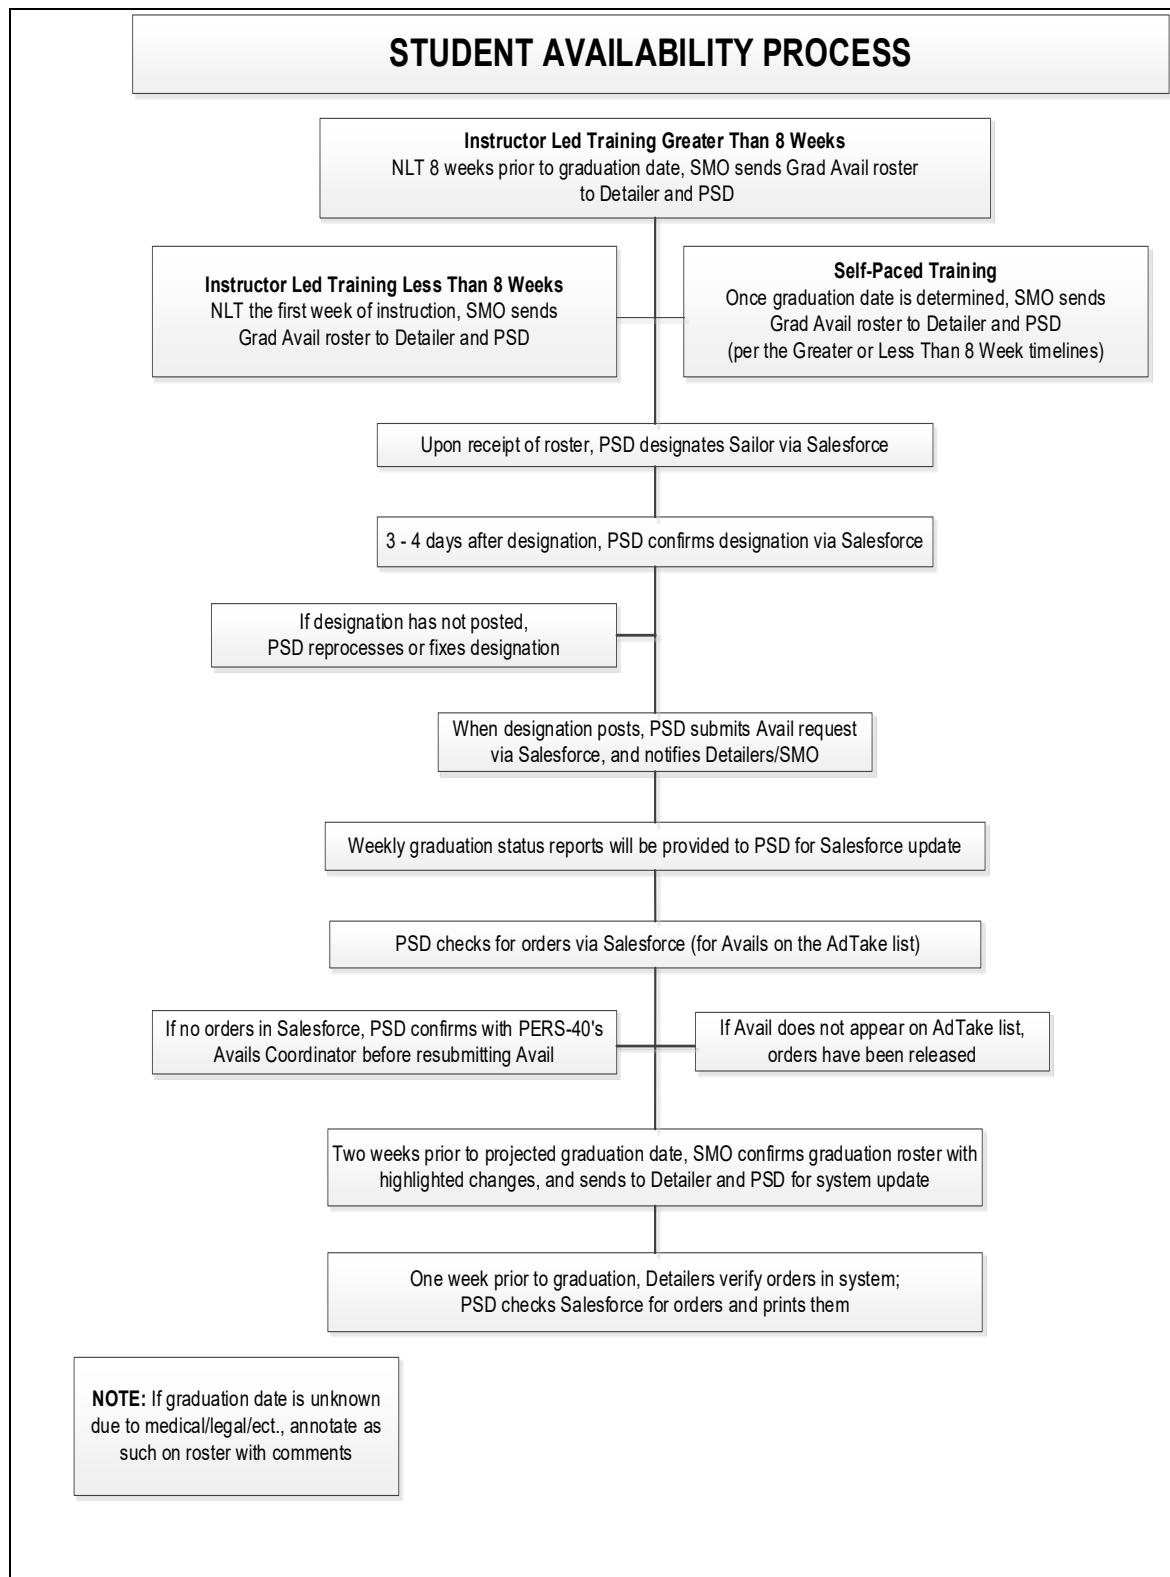 STUDENT AVAILABILITY PROCESS
Instructor Led Training Greater Than 8 Weeks
NLT 8 weeks prior to graduation date, SMO sends Grad Avail roster
to Detailer and PSD
Instructor Led Training Less Than 8 Weeks
NLT the first week of instruction, SMO sends
Grad Avail roster to Detailer and PSD
Self-Paced Training
Once graduation date is determined, SMO sends
Grad Avail roster to Detailer and PSD
(per the Greater or Less Than 8 Week timelines)
Upon receipt of roster, PSD designates Sailor via Salesforce
3 - 4 days after designation, PSD confirms designation via Salesforce
If designation has not posted,
PSD reprocesses or fixes designation
When designation posts, PSD submits Avail request
via Salesforce, and notifies Detailers/SMO
Weekly graduation status reports will be provided to PSD for Salesforce update
PSD checks for orders via Salesforce (for Avails on the AdTake list)
If no orders in Salesforce, PSD confirms with PERS-40's
Avails Coordinator before resubmitting Avail
If Avail does not appear on AdTake list,
orders have been released
Two weeks prior to projected graduation date, SMO confirms graduation roster with
highlighted changes, and sends to Detailer and PSD for system update
One week prior to graduation, Detailers verify orders in system;
PSD checks Salesforce for orders and prints them
NOTE: If graduation date is unknown
due to medical/legal/ect., annotate as
such on roster with comments